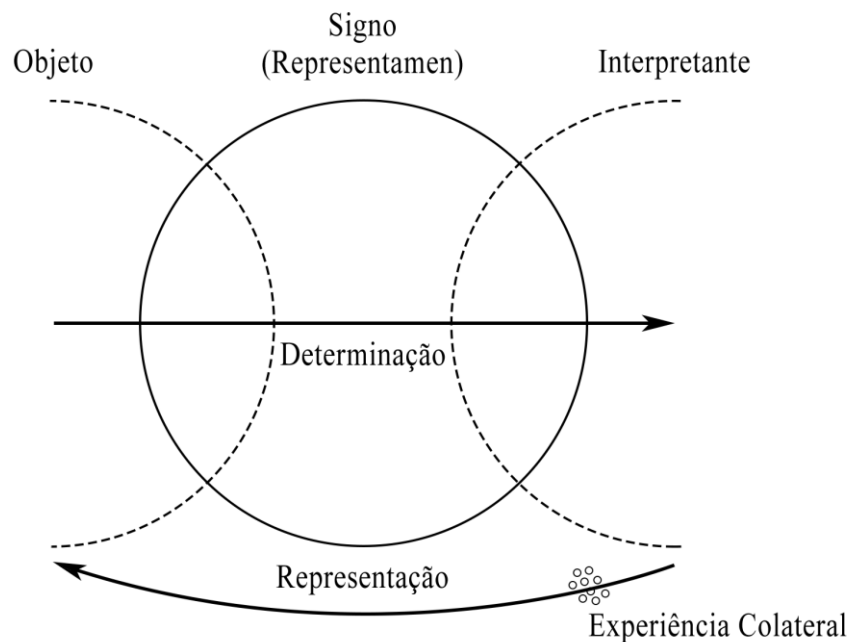 Objeto
Signo
(Representamen)
Interpretante
Determinação
Representação
Experiência Colateral